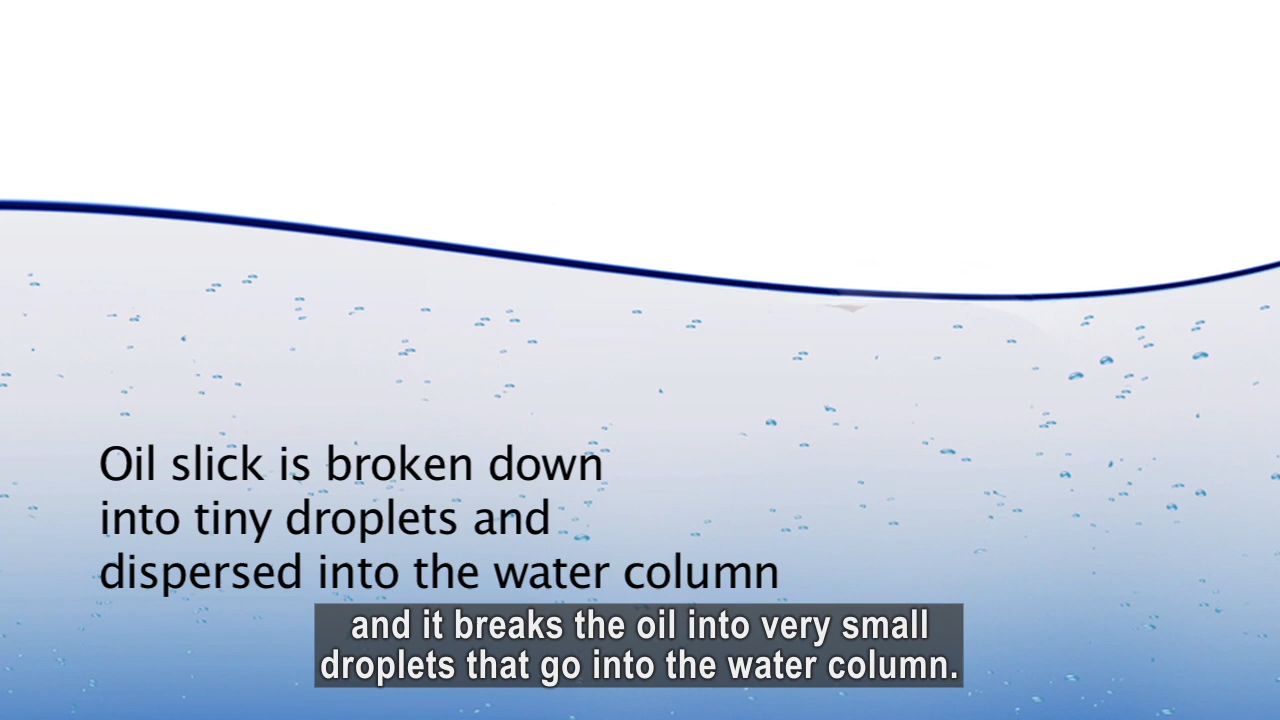 Oil slick is broken down
into tiny droplets and
dispersed into the water column
and it breaks the oil into very small
droplets that go into the water column.